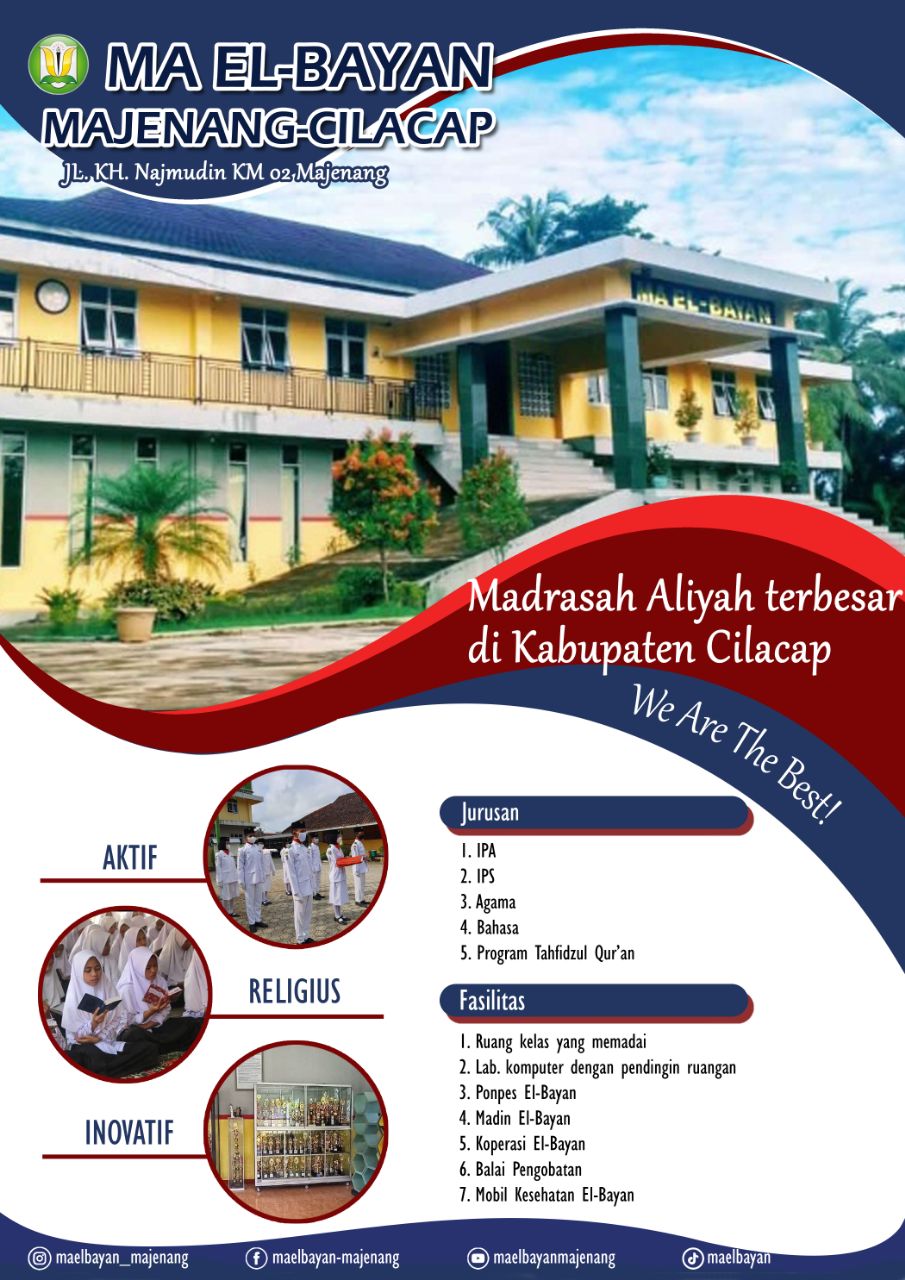 MA EL-BAYAN
MAJENANG-CILACAP
JL. KH. Najmudin KM 02 Majenang
MA EL-BAYAN
Madrasah Aliyah terbesar
di Kabupaten Cilacap
We Are The Best!
AKTIF
RELIGIUS
INOVATIF
Jurusan
1. IPA
2. IPS
3. Agama
4. Bahasa
5. Program Tahfidzul Qur'an
Fasilitas
1. Ruang kelas yang memadai
2. Lab. komputer dengan pendingin ruangan
3. Ponpes El-Bayan
4. Madin El-Bayan
5. Koperasi El-Bayan
6. Balai Pengobatan
7. Mobil Kesehatan El-Bayan
maelbayan_majenang
maelbayan-majenang
maelbayanmajenang
maelbayan